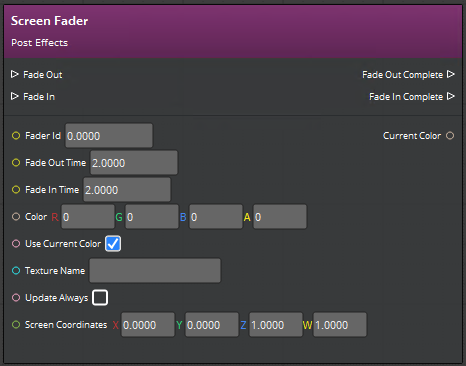 Screen Fader
Post Effects
Fade Out Fade Out Complete
Fade In Fade In Complete
Fader Id 0.0000 Current Color
Fade Out Time 2.0000
Fade In Time 2.0000
Color R 0 G 0 B 0 A 0
Use Current Color
Texture Name
Update Always
Screen Coordinates X 0.0000 Y 0.0000 Z 1.0000 W 1.0000